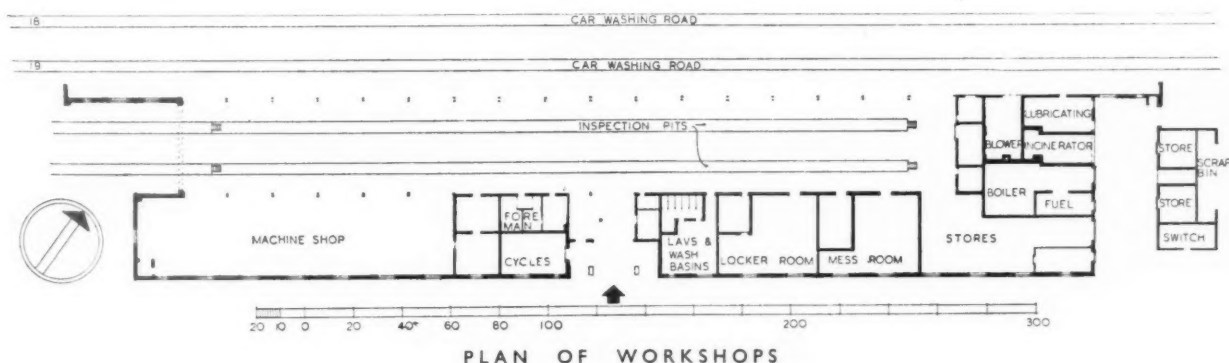 18 CAR WASHING ROAD
19 CAR WASHING ROAD
INSPECTION PITS
LUBRICATING
BLOWER
INCINERATOR
STORE
SCRAP
BIN
BOILER
FUEL
STORE
FORE
MAN
MACHINE SHOP
CYCLES
LAVS &
WASH
BASINS
LOCKER ROOM
MESS ROOM
STORES
SWITCH
20 10 0 20 40 60 80 100 200 300
PLAN OF WORKSHOPS